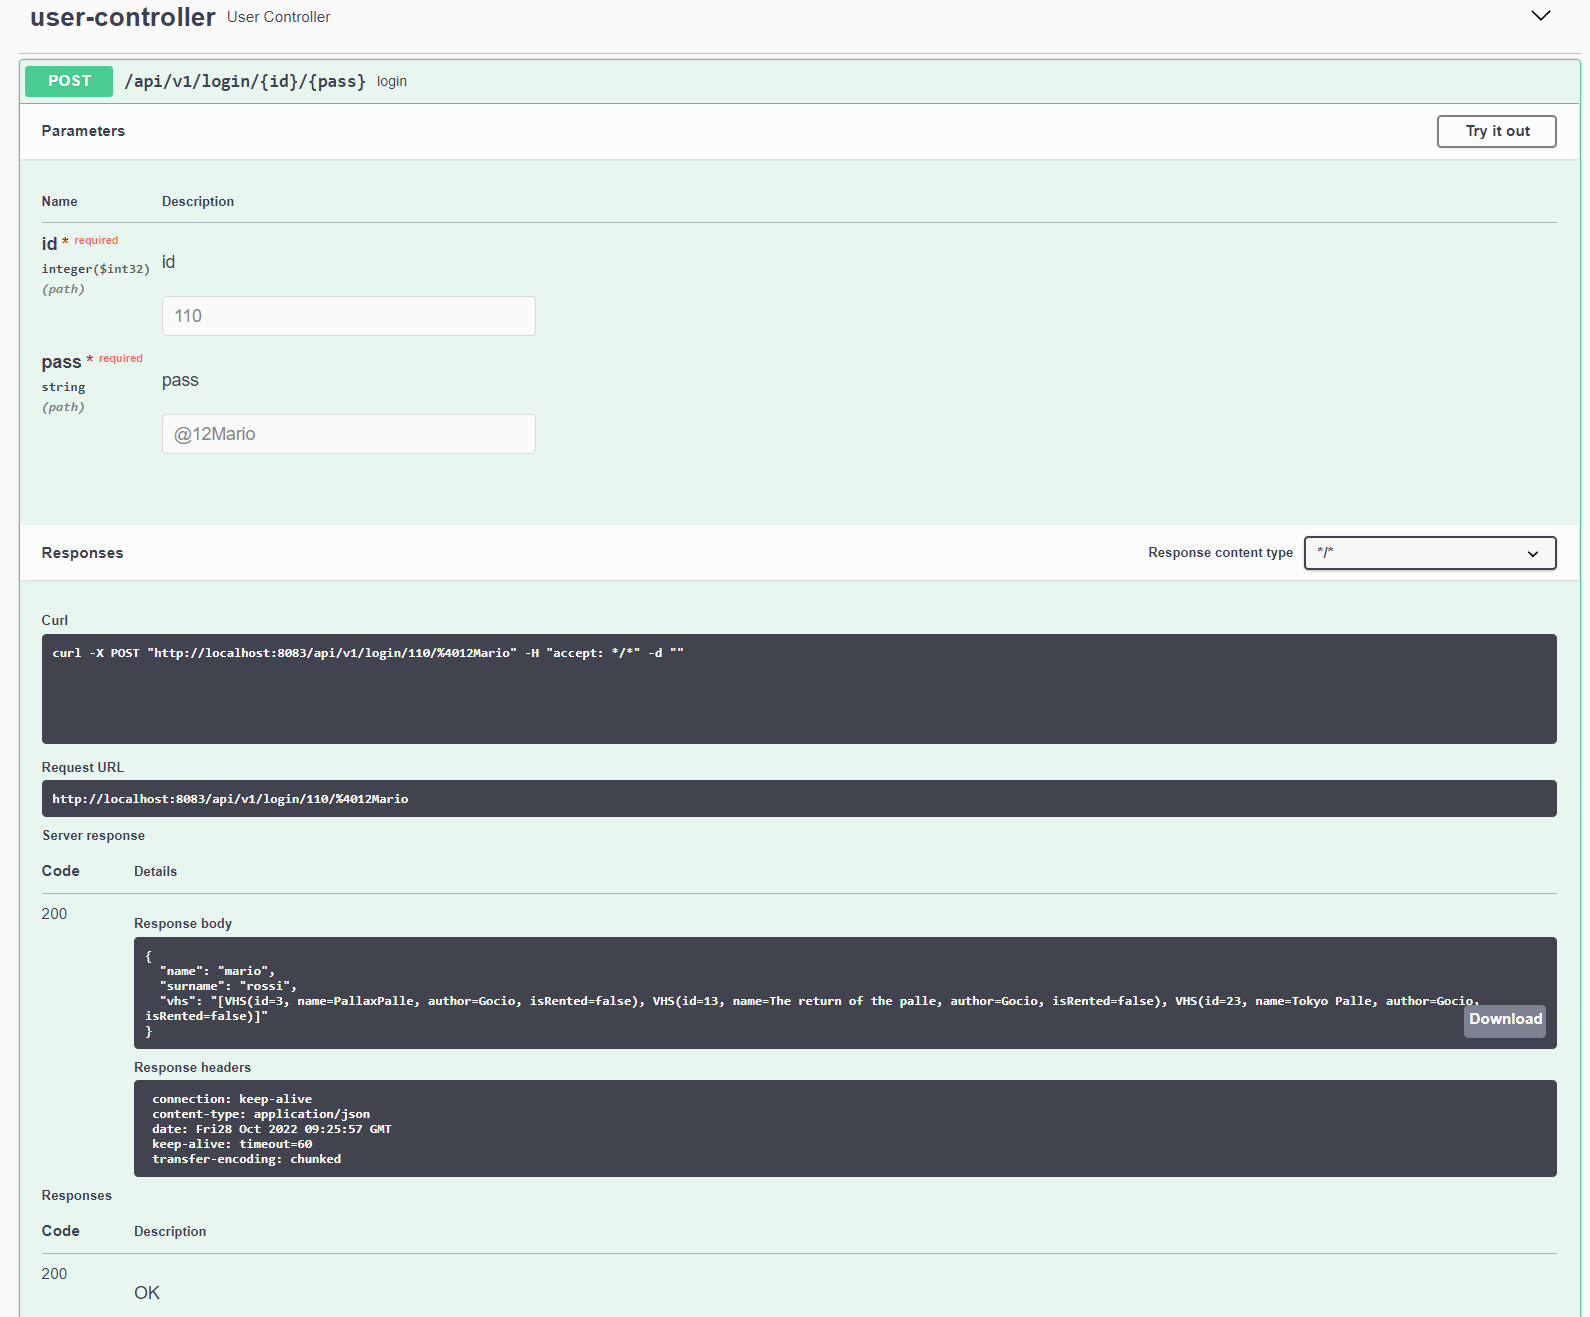 user-controller User Controller
POST /api/v1/login/{id}/{pass} login
Parameters
Try it out
Name Description
id * required
integer($int32)
(path)
id
110
pass * required
string
(path)
pass
@12Mario
Responses
Response content type */*
Curl
curl -X POST "http://localhost:8083/api/v1/login/110/%4012Mario" -H "accept: */*" -d ""
Request URL
http://localhost:8083/api/v1/login/110/%4012Mario
Server response
Code Details
200
Response body
{
"name": "mario",
"surname": "rossi",
"vhs": "[VHS(id=3, name=PallaxPalle, author=Gocio, isRented=false), VHS(id=13, name=The return of the palle, author=Gocio, isRented=false), VHS(id=23, name=Tokyo Palle, author=Gocio,
isRented=false)]"
}
Download
Response headers
connection: keep-alive
content-type: application/json
date: Fri28 Oct 2022 09:25:57 GMT
keep-alive: timeout=60
transfer-encoding: chunked
Responses
Code Description
200
OK